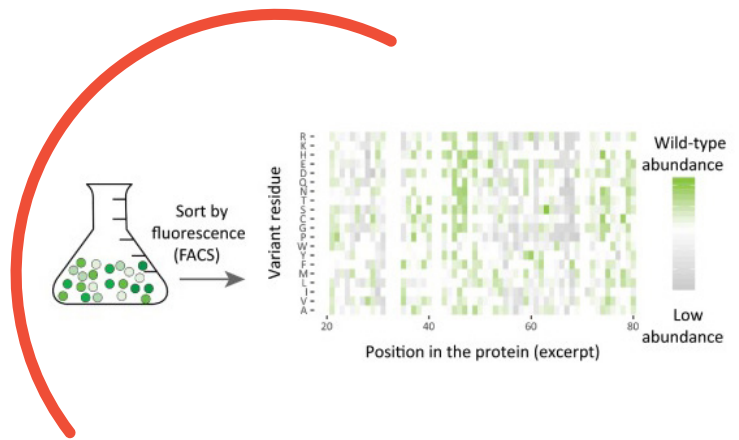 Sort by
fluorescence
(FACS)
Variant residue
R
K
H
E
D
Q
N
T
S
C
G
P
W
Y
F
M
L
I
V
A
20
40
60
80
Position in the protein (excerpt)
Wild-type
abundance
Low
abundance